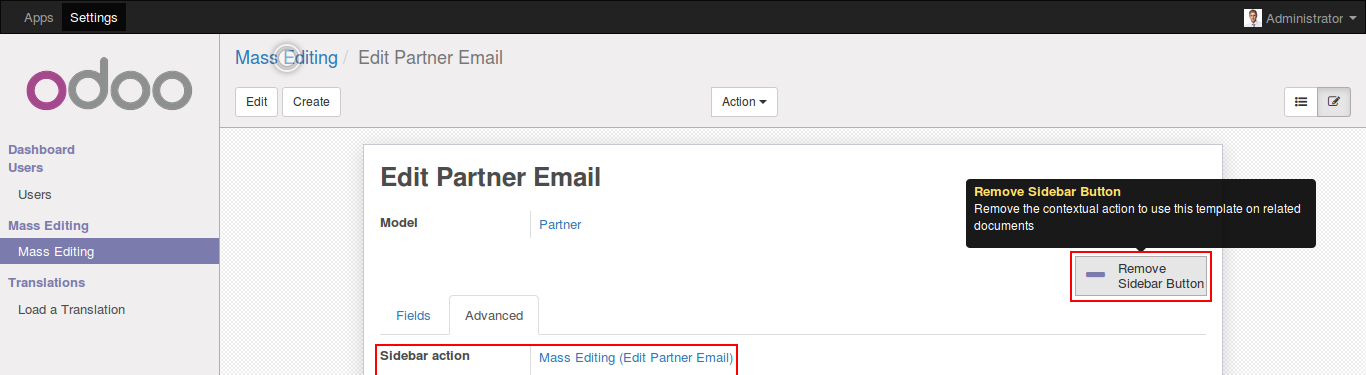 Apps Settings Administrator
odoo
Mass Editing / Edit Partner Email
Edit Create Action
Dashboard
Users
Users
Mass Editing
Mass Editing
Translations
Load a Translation
Edit Partner Email
Model Partner
Remove Sidebar Button
Remove the contextual action to use this template on related
documents
Remove
Sidebar Button
Fields Advanced
Sidebar action Mass Editing (Edit Partner Email)